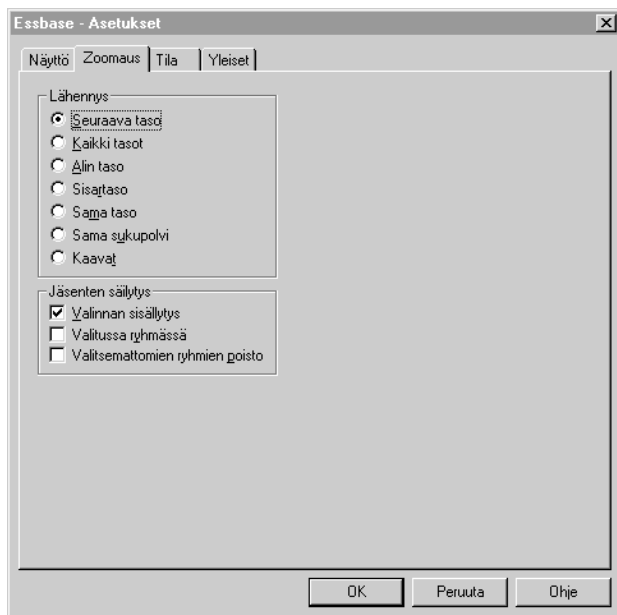 Essbase - Asetukset
Näyttö Zoomaus Tila Yleiset
Lähennys
Seuraava taso
Kaikki tasot
Alin taso
Sisartaso
Sama taso
Sama sukupolvi
Kaavat
Jäsenten säilytys
Valinnan sisällytys
Valitussa ryhmässä
Valitsemattomien ryhmien poisto
OK Peruuta Ohje